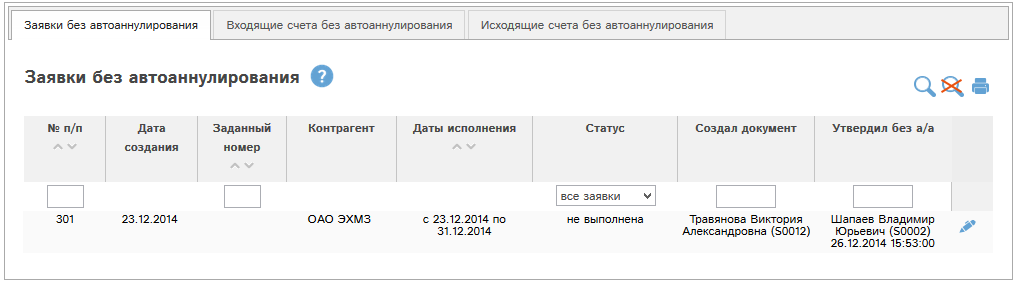 Заявки без автоаннулирования
Входящие счета без автоаннулирования
Исходящие счета без автоаннулирования
Заявки без автоаннулирования ?
№ п/п
Дата
создания
Заданный
номер
Контрагент
Даты исполнения
Статус
Создал документ
Утвердил без а/а
все заявки
301
23.12.2014
ОАО ЭХМЗ
с 23.12.2014 по
31.12.2014
не выполнена
Травянова Виктория
Александровна (S0012)
Шапаев Владимир
Юрьевич (S0002)
26.12.2014 15:53:00